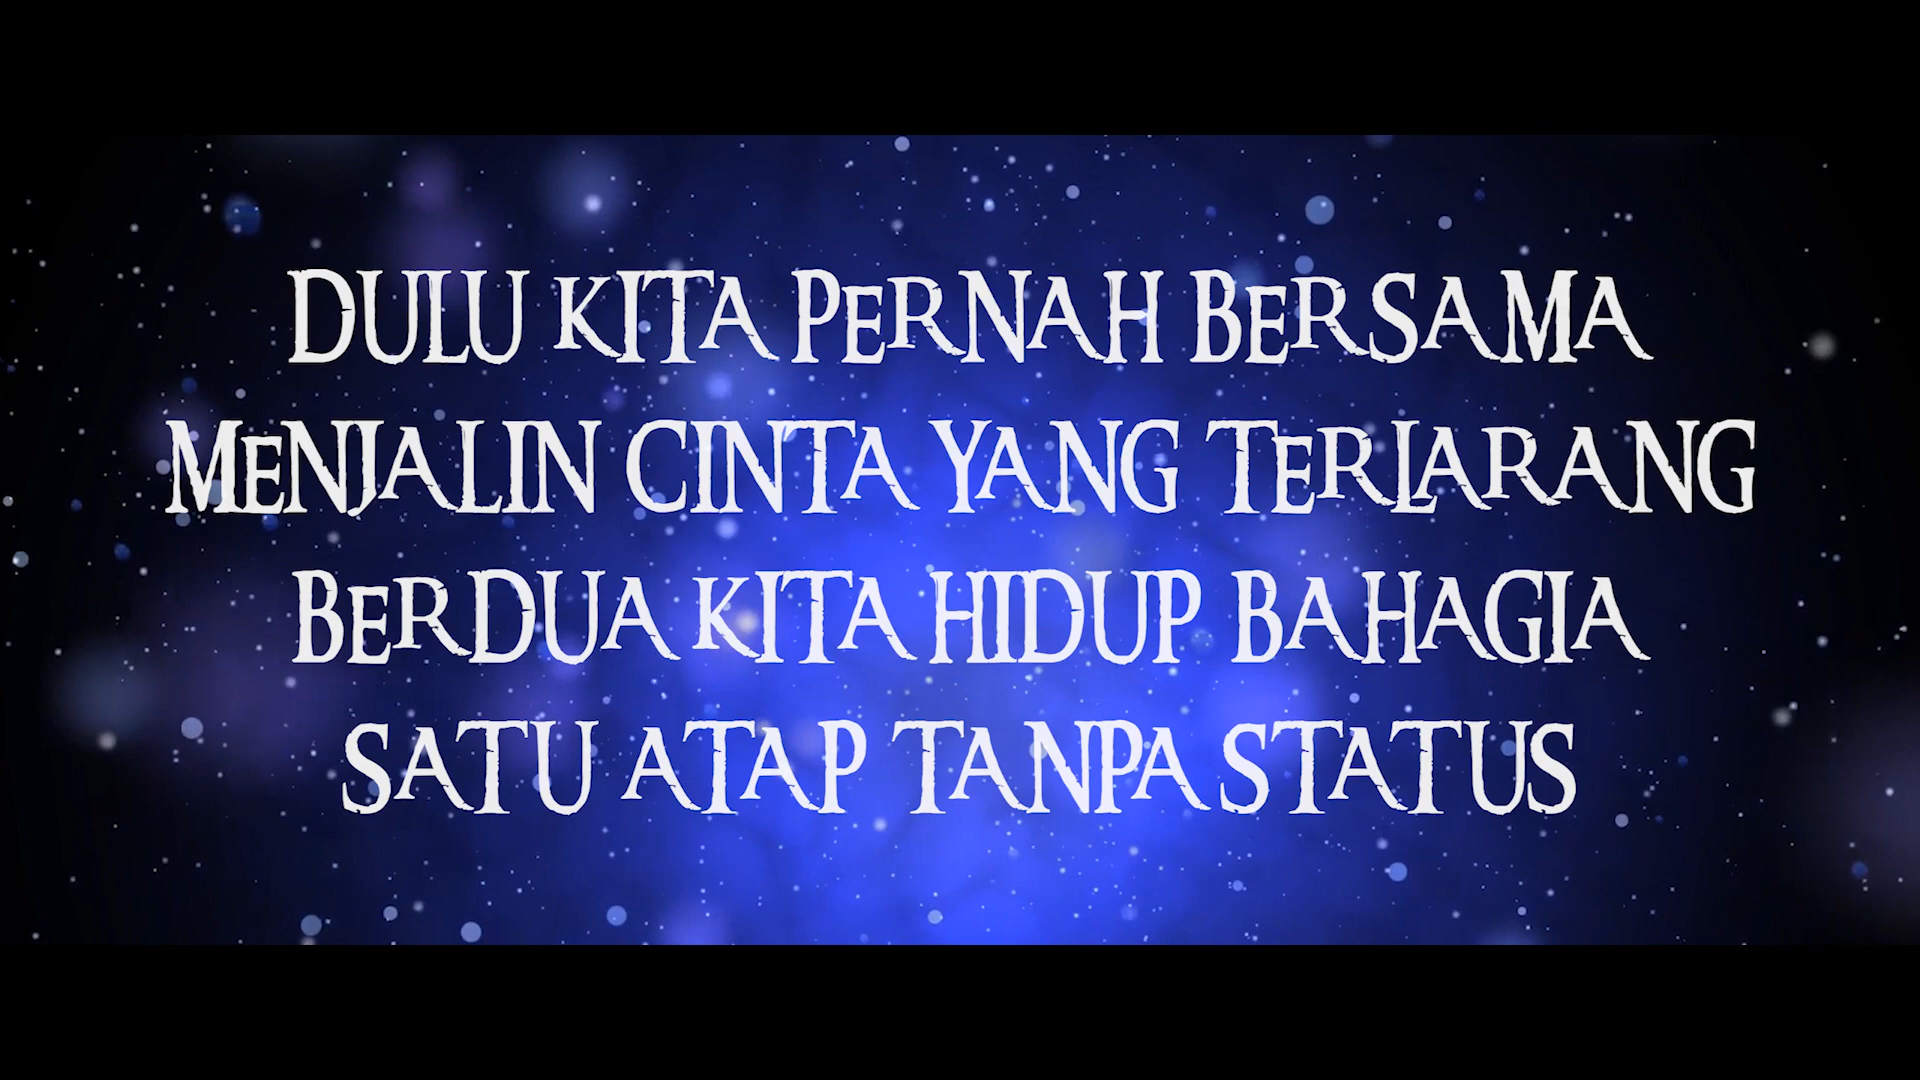 DULU KITA PERNAH BERSAMA
MENJALIN CINTA YANG TERLARANG
BERDUA KITA HIDUP BAHAGIA
SATU ATAP TANPA STATUS